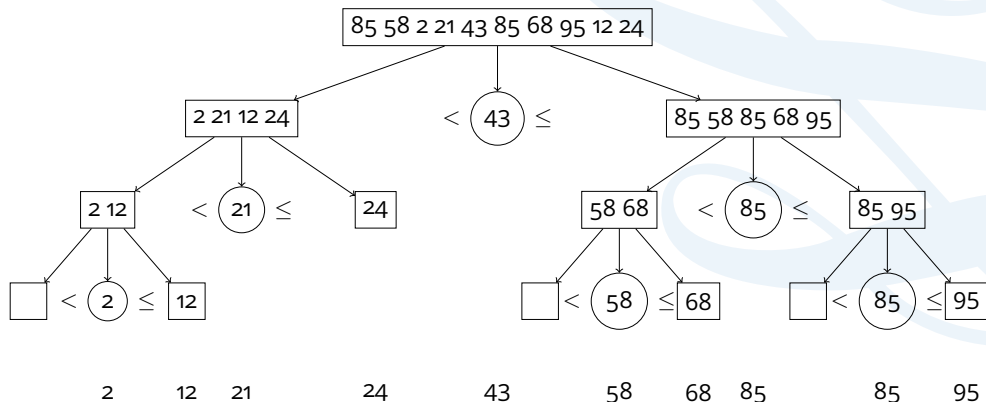 85 58 2 21 43 85 68 95 12 24
2 21 12 24 < 43 ≤ 85 58 85 68 95
2 12 < 21 ≤ 24 58 68 < 85 ≤ 85 95
< 2 ≤ 12 < 58 ≤ 68 < 85 ≤ 95
2 12 21 24 43 58 68 85 85 95